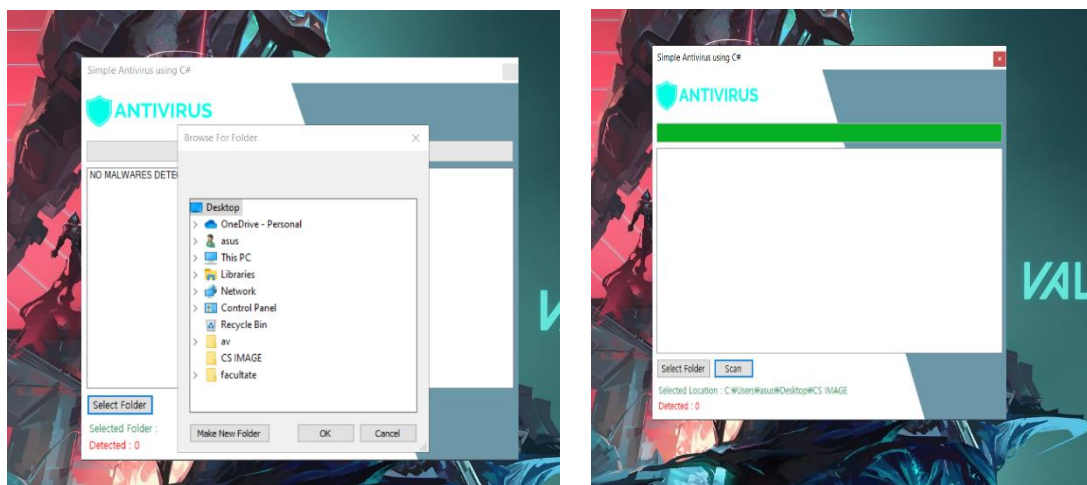 Simple Antivirus using C#
ANTIVIRUS
Browse For Folder
NO MALWARES DETE
Desktop
OneDrive - Personal
asus
This PC
Libraries
Network
Control Panel
Recycle Bin
av
CS IMAGE
facultate
Select Folder
Selected Folder :
Detected : 0
Make New Folder
OK
Cancel
V
Simple Antivirus using C#
ANTIVIRUS
VAL
Select Folder
Scan
Selected Location : C:₩Users₩asus₩Desktop₩CS IMAGE
Detected : 0